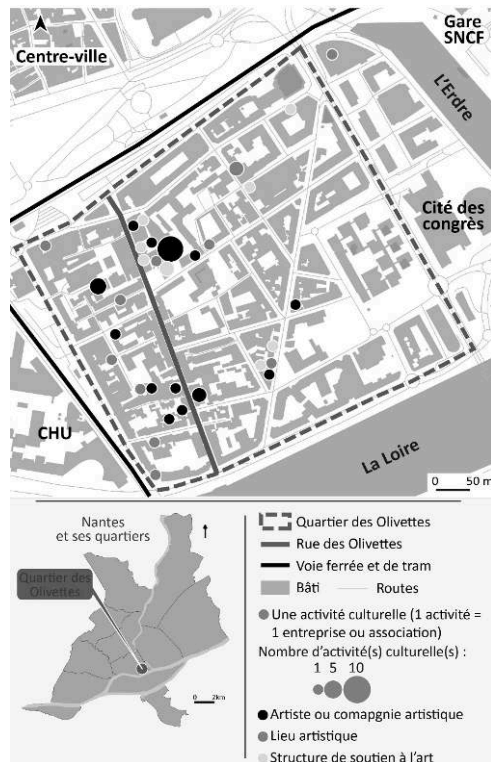 Centre-ville
Gare
SNCF
L'Erdre
Cité des
congrès
CHU
La Loire
0 50 m
Nantes
et ses quartiers
Quartier des
Olivettes
0 2km
Quartier des Olivettes
Rue des Olivettes
Voie ferrée et de tram
Bâti
Routes
Une activité culturelle (1 activité =
1 entreprise ou association)
Nombre d'activité(s) culturelle(s) :
1 5 10
Artiste ou comapgnie artistique
Lieu artistique
Structure de soutien à l'art